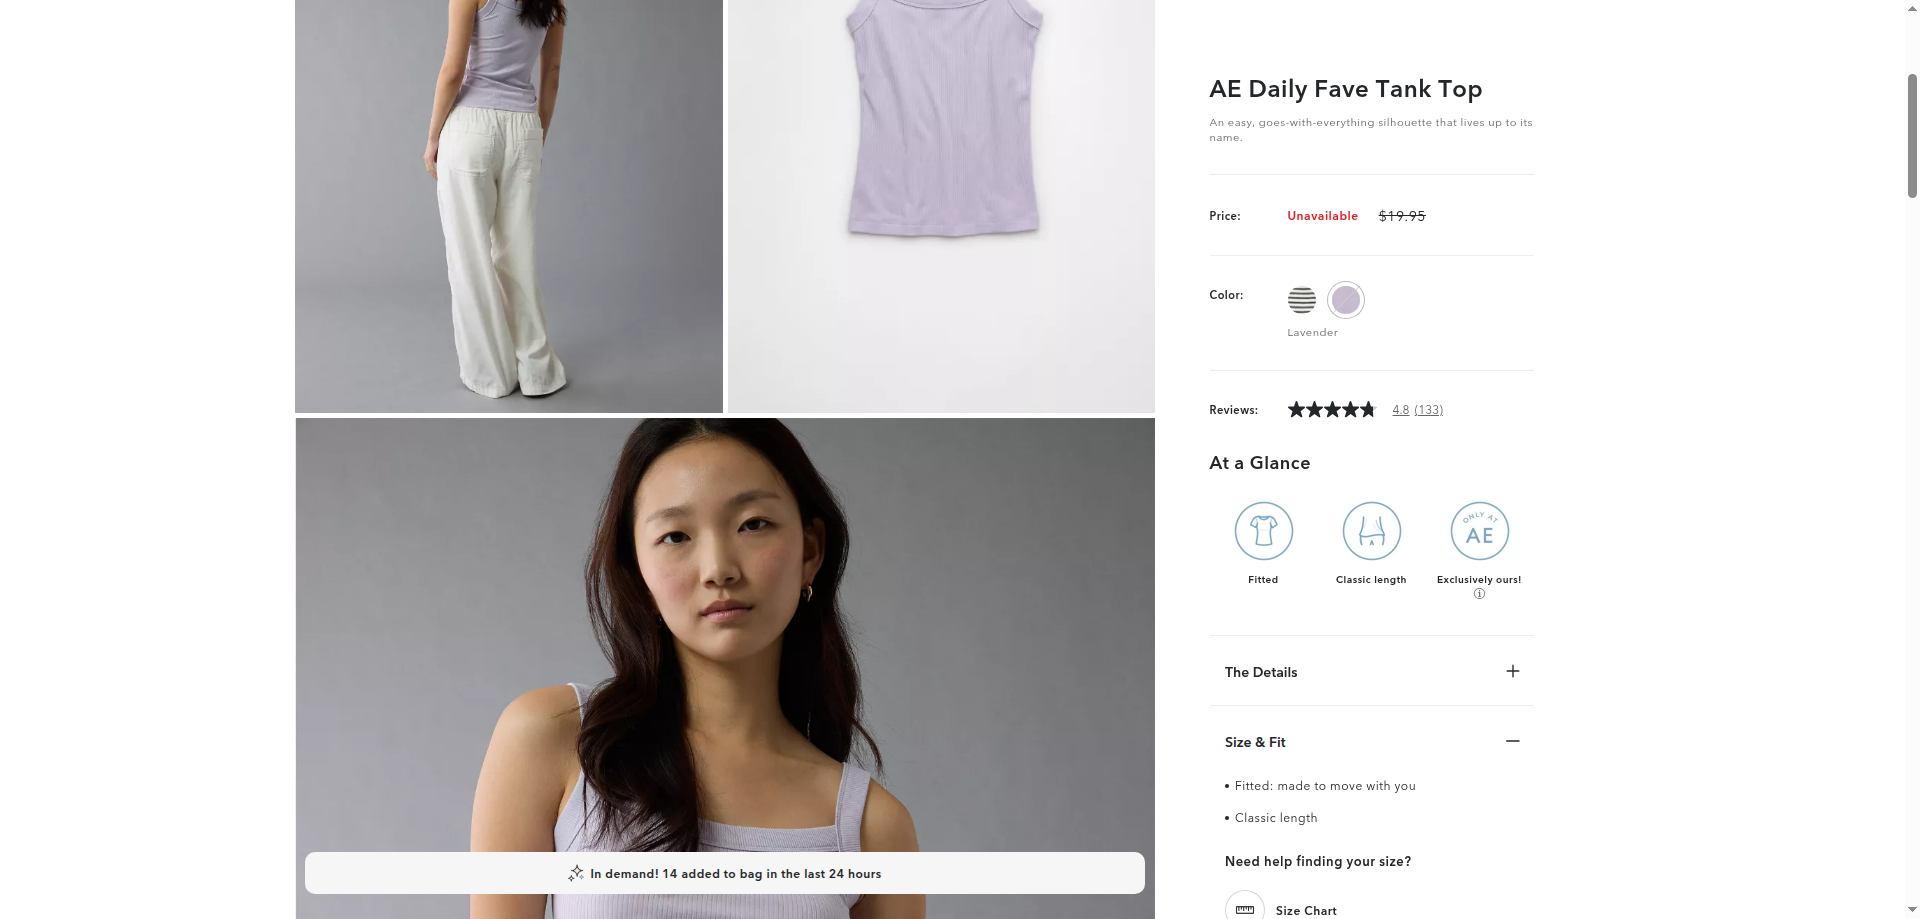 AE Daily Fave Tank Top
An easy, goes-with-everything silhouette that lives up to its
name.
Price:
Unavailable $19.95
Color:
Lavender
Reviews:
4.8 (133)
At a Glance
ONLY AT
AE
Fitted
Classic length
Exclusively ours!
The Details
Size & Fit
• Fitted: made to move with you
• Classic length
Need help finding your size?
Size Chart
In demand! 14 added to bag in the last 24 hours